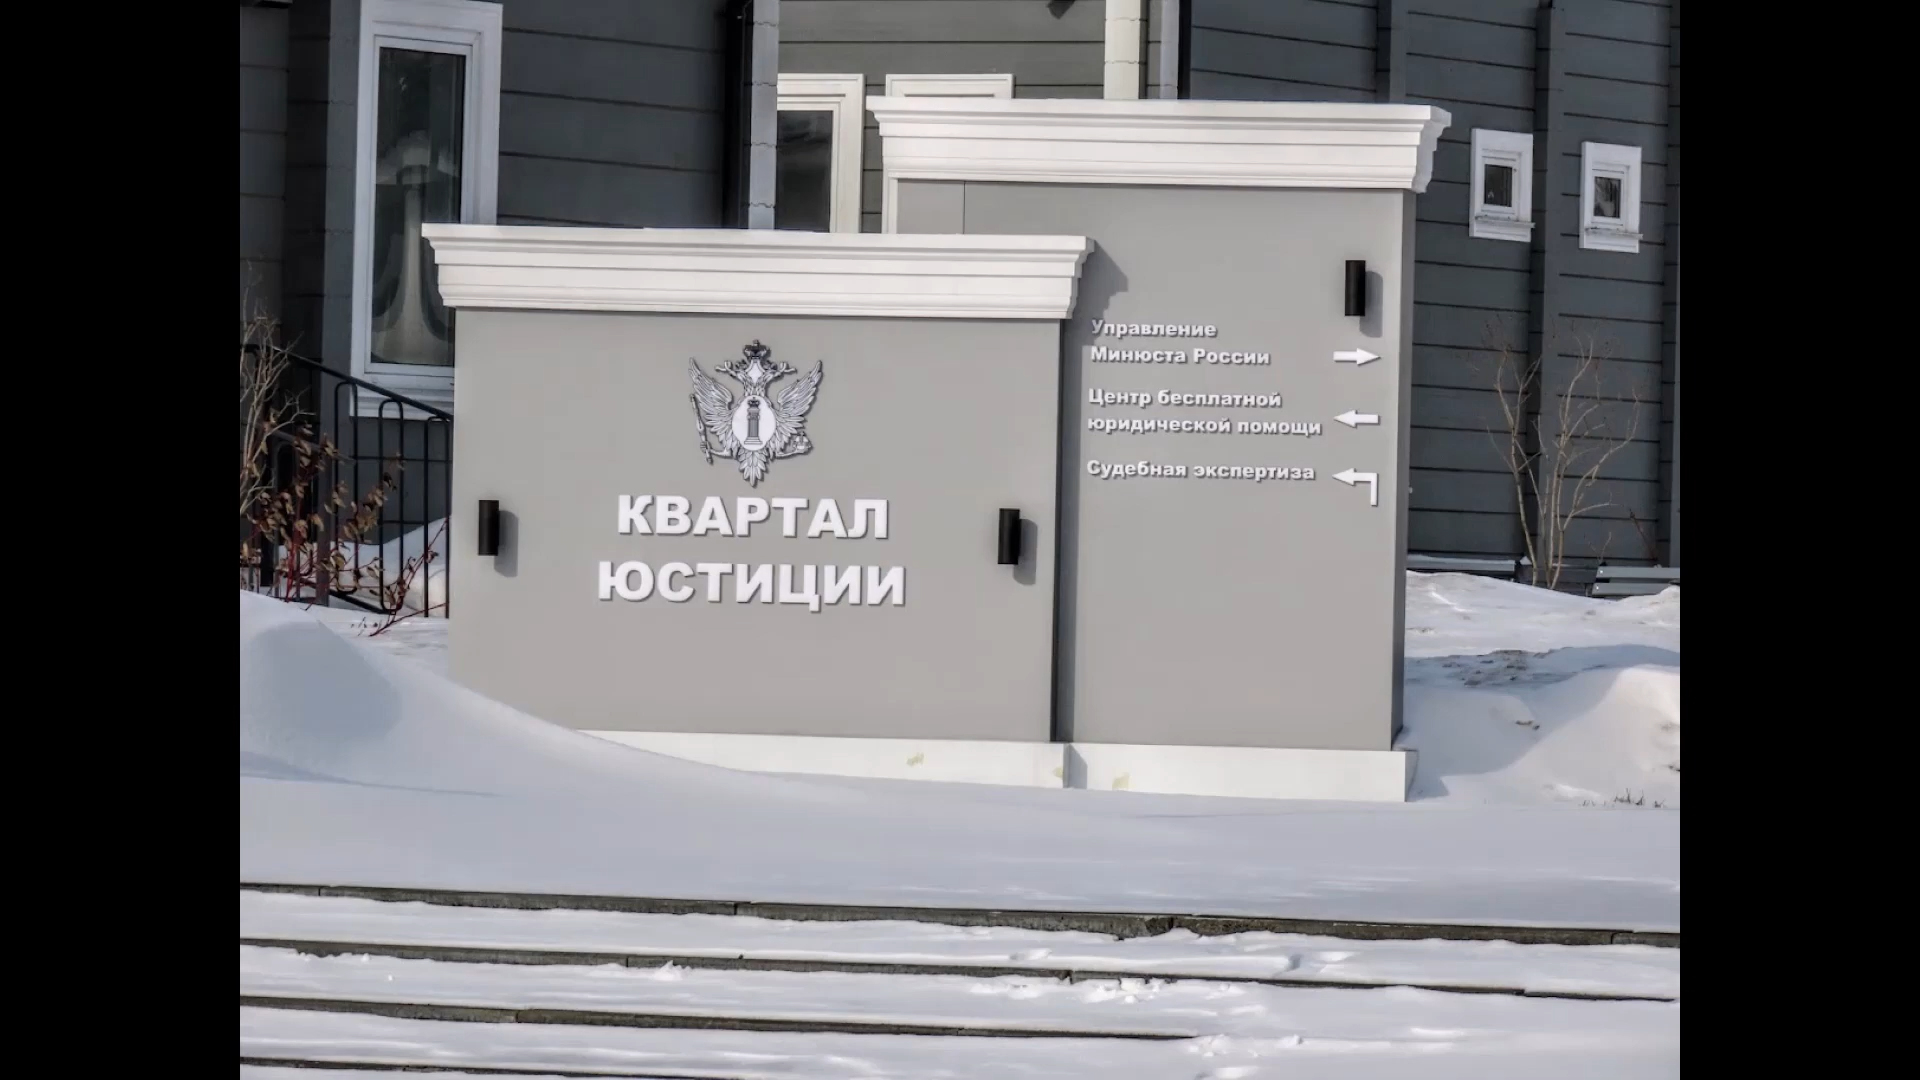 КВАРТАЛ
ЮСТИЦИИ
Управление
Минюста России
Центр бесплатной
юридической помощи
Судебная экспертиза